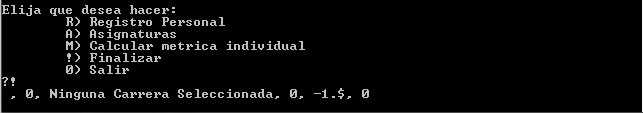 Elija que desea hacer:
R) Registro Personal
A) Asignaturas
M) Calcular metrica individual
!) Finalizar
0) Salir
?!
, 0, Ninguna Carrera Seleccionada, 0, -1.$, 0